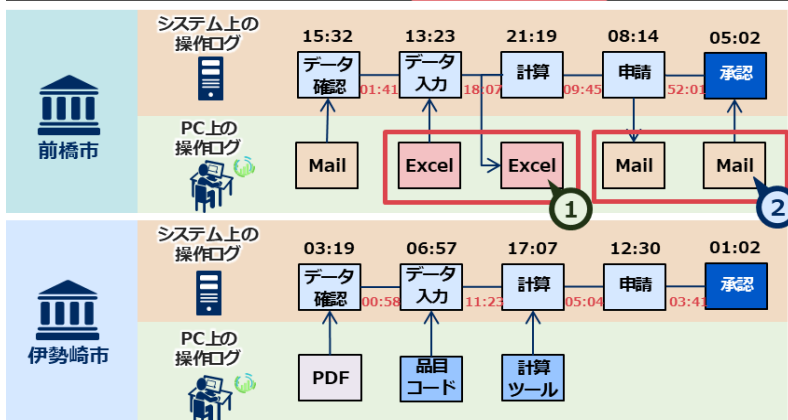 システム上の
操作ログ
15:32
13:23
21:19
08:14
05:02
データ
確認
01:41
データ
入力
18:07
計算
09:45
申請
52:01
承認
前橋市
PC上の
操作ログ
Mail
Excel
Excel
Mail
Mail
1
2
システム上の
操作ログ
03:19
06:57
17:07
12:30
01:02
データ
確認
00:58
データ
入力
11:23
計算
05:04
申請
03:41
承認
伊勢崎市
PC上の
操作ログ
PDF
品目
コード
計算
ツール